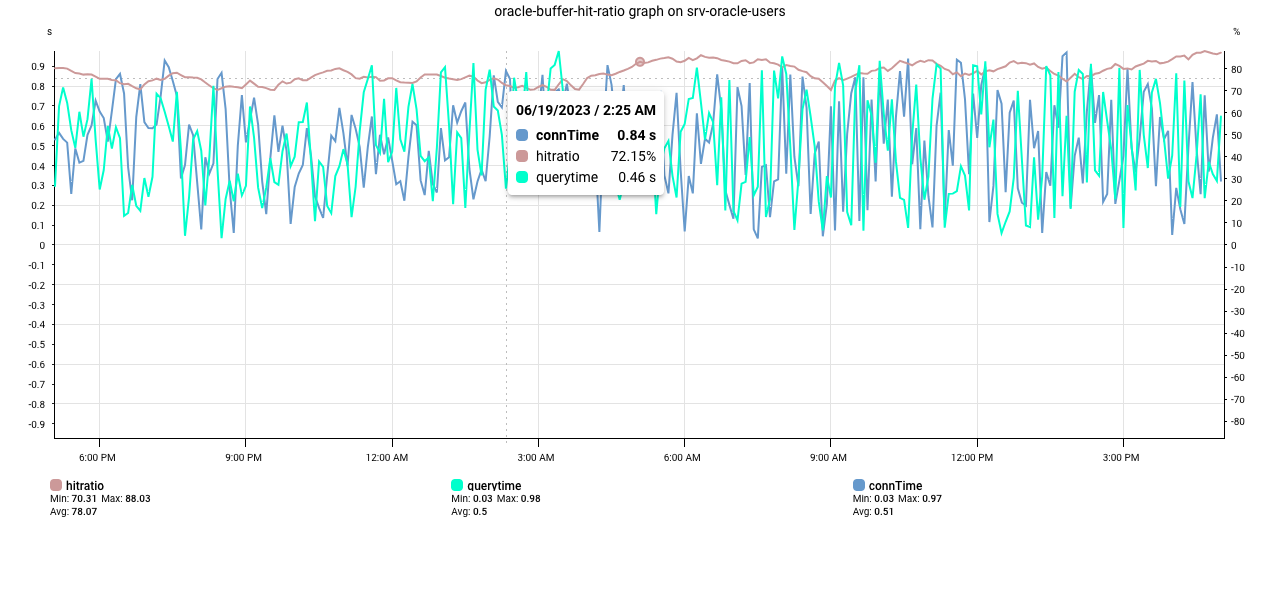 oracle-buffer-hit-ratio graph on srv-oracle-users
s
%
0.9
0.8
0.7
0.6
0.5
0.4
0.3
0.2
0.1
0
-0.1
-0.2
-0.3
-0.4
-0.5
-0.6
-0.7
-0.8
-0.9
80
70
60
50
40
30
20
10
0
-10
-20
-30
-40
-50
-60
-70
-80
06/19/2023 / 2:25 AM
connTime 0.84 s
hitratio 72.15%
querytime 0.46 s
6:00 PM 9:00 PM 12:00 AM 3:00 AM 6:00 AM 9:00 AM 12:00 PM 3:00 PM
hitratio
Min: 70.31 Max: 88.03
Avg: 78.07
querytime
Min: 0.03 Max: 0.98
Avg: 0.5
connTime
Min: 0.03 Max: 0.97
Avg: 0.51